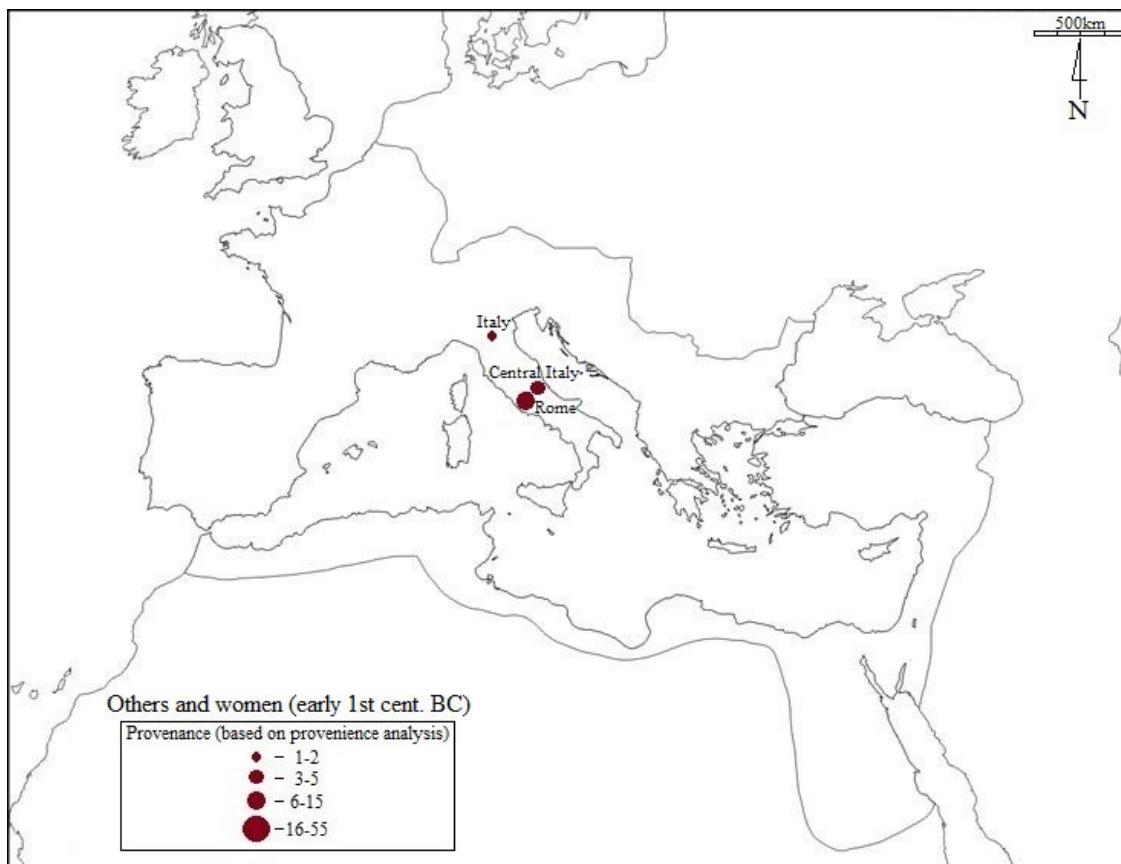 500km
N
Italy
Central Italy
Rome
Others and women (early 1st cent. BC)
Provenance (based on provenience analysis)
– 1-2
– 3-5
– 6-15
–16-55